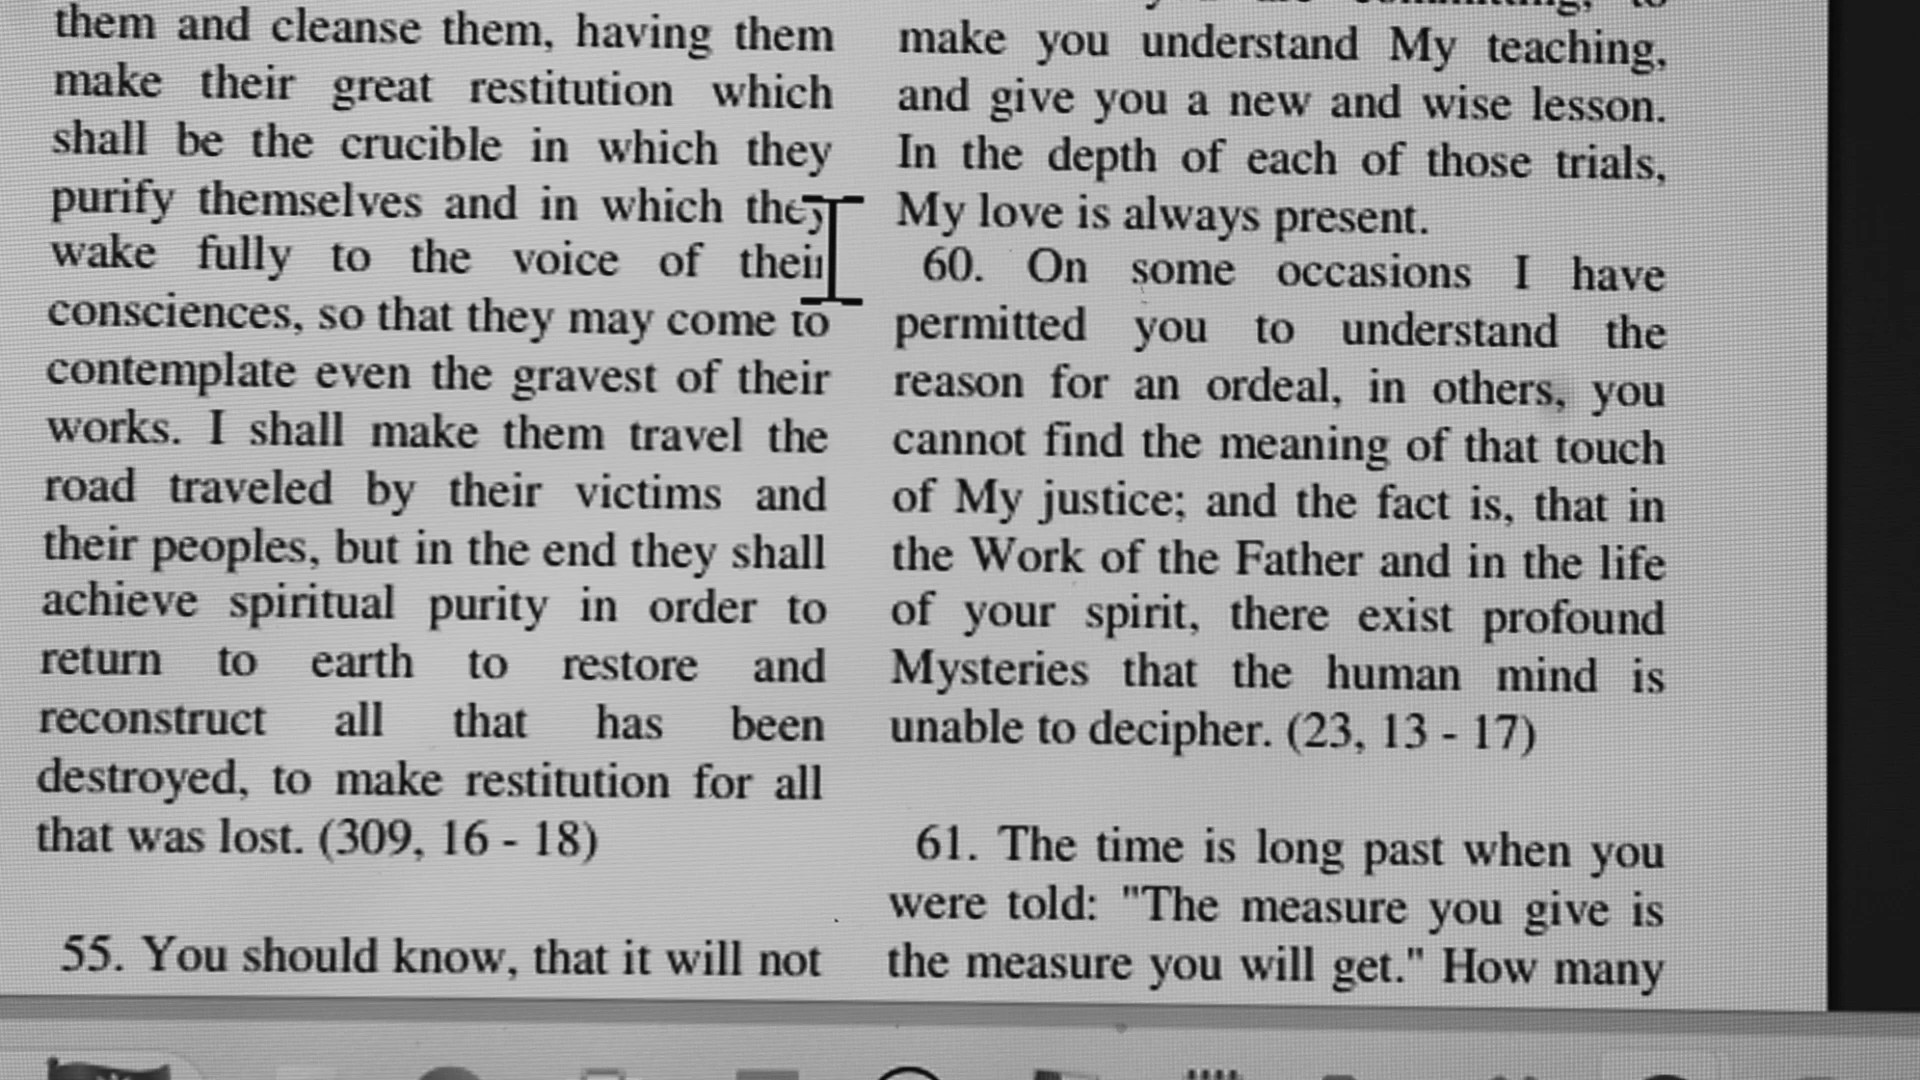 them and cleanse them, having them
make their great restitution which
shall be the crucible in which they
purify themselves and in which they
wake fully to the voice of their
consciences, so that they may come to
contemplate even the gravest of their
works. I shall make them travel the
road traveled by their victims and
their peoples, but in the end they shall
achieve spiritual purity in order to
return to earth to restore and
reconstruct all that has been
destroyed, to make restitution for all
that was lost. (309, 16 - 18)
55. You should know, that it will not
make you understand My teaching,
and give you a new and wise lesson.
In the depth of each of those trials,
My love is always present.
60. On some occasions I have
permitted you to understand the
reason for an ordeal, in others, you
cannot find the meaning of that touch
of My justice; and the fact is, that in
the Work of the Father and in the life
of your spirit, there exist profound
Mysteries that the human mind is
unable to decipher. (23, 13 - 17)
61. The time is long past when you
were told: "The measure you give is
the measure you will get." How many